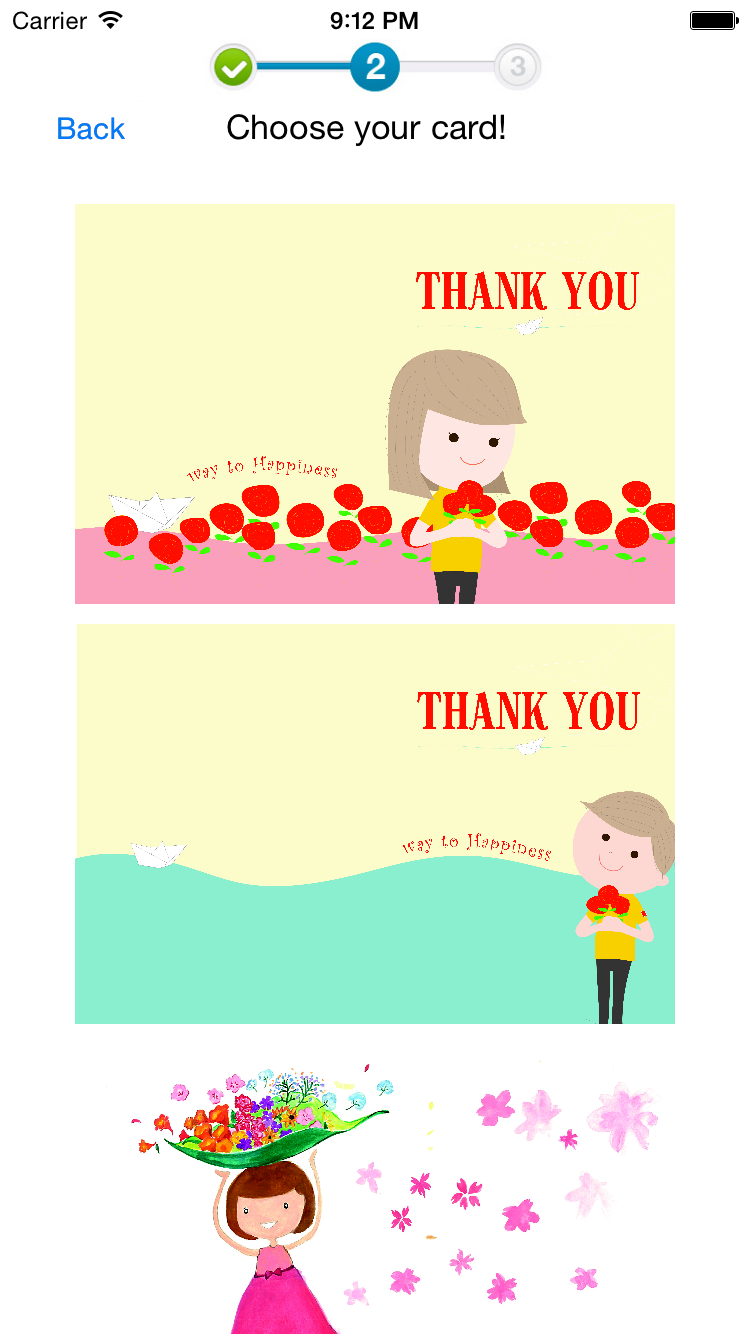 Carrier 9:12 PM
2 3
Back Choose your card!
THANK YOU
way to Happiness
THANK YOU
way to Happiness